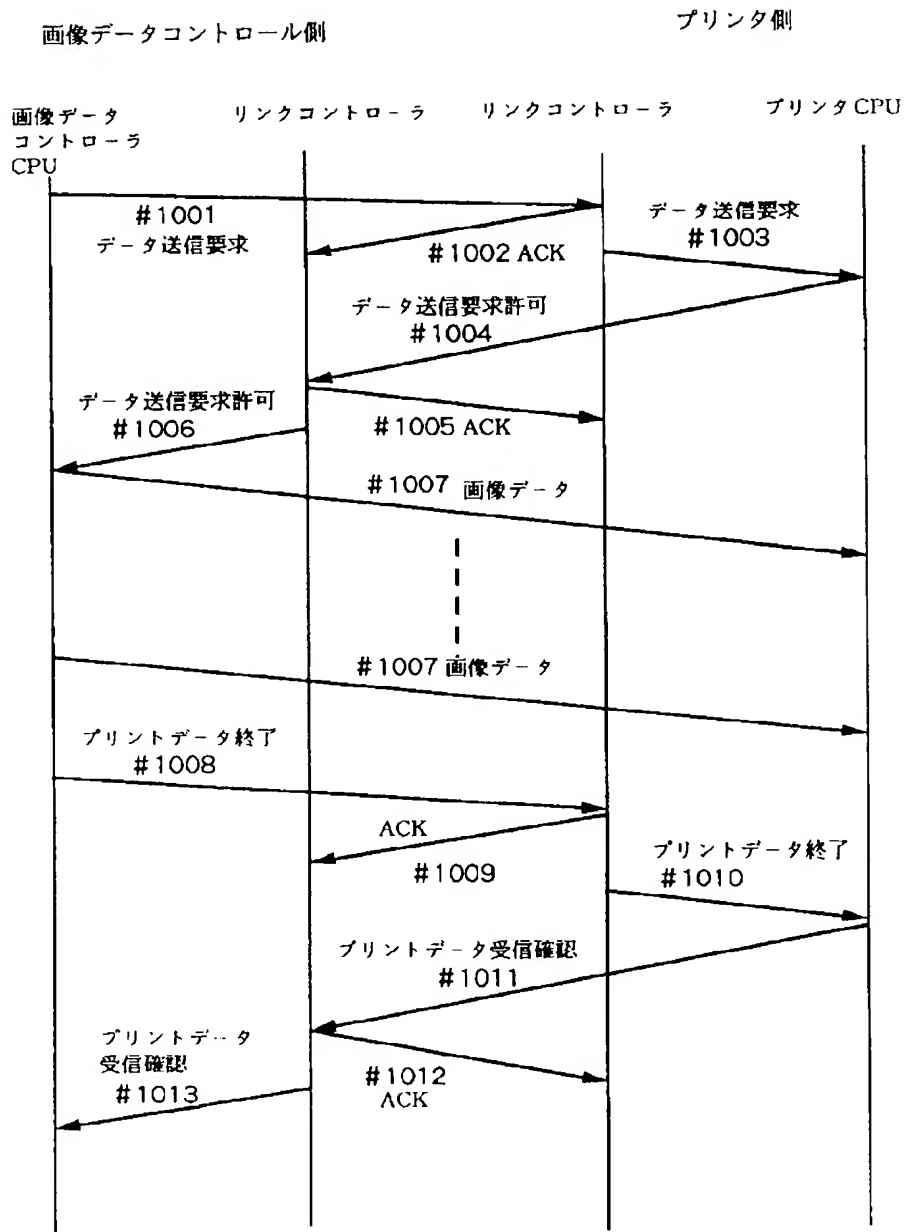 画像データコントロール側
プリンタ側
画像データ
コントローラ
CPU
リンクコントローラ
リンクコントローラ
プリンタCPU
#1001
データ送信要求
#1002 ACK
データ送信要求
#1003
データ送信要求許可
#1004
データ送信要求許可
#1006
#1005 ACK
#1007 画像データ
#1007 画像データ
プリントデータ終了
#1008
ACK
#1009
プリントデータ終了
#1010
プリントデータ受信確認
#1011
プリントデータ
受信確認
#1013
#1012
ACK